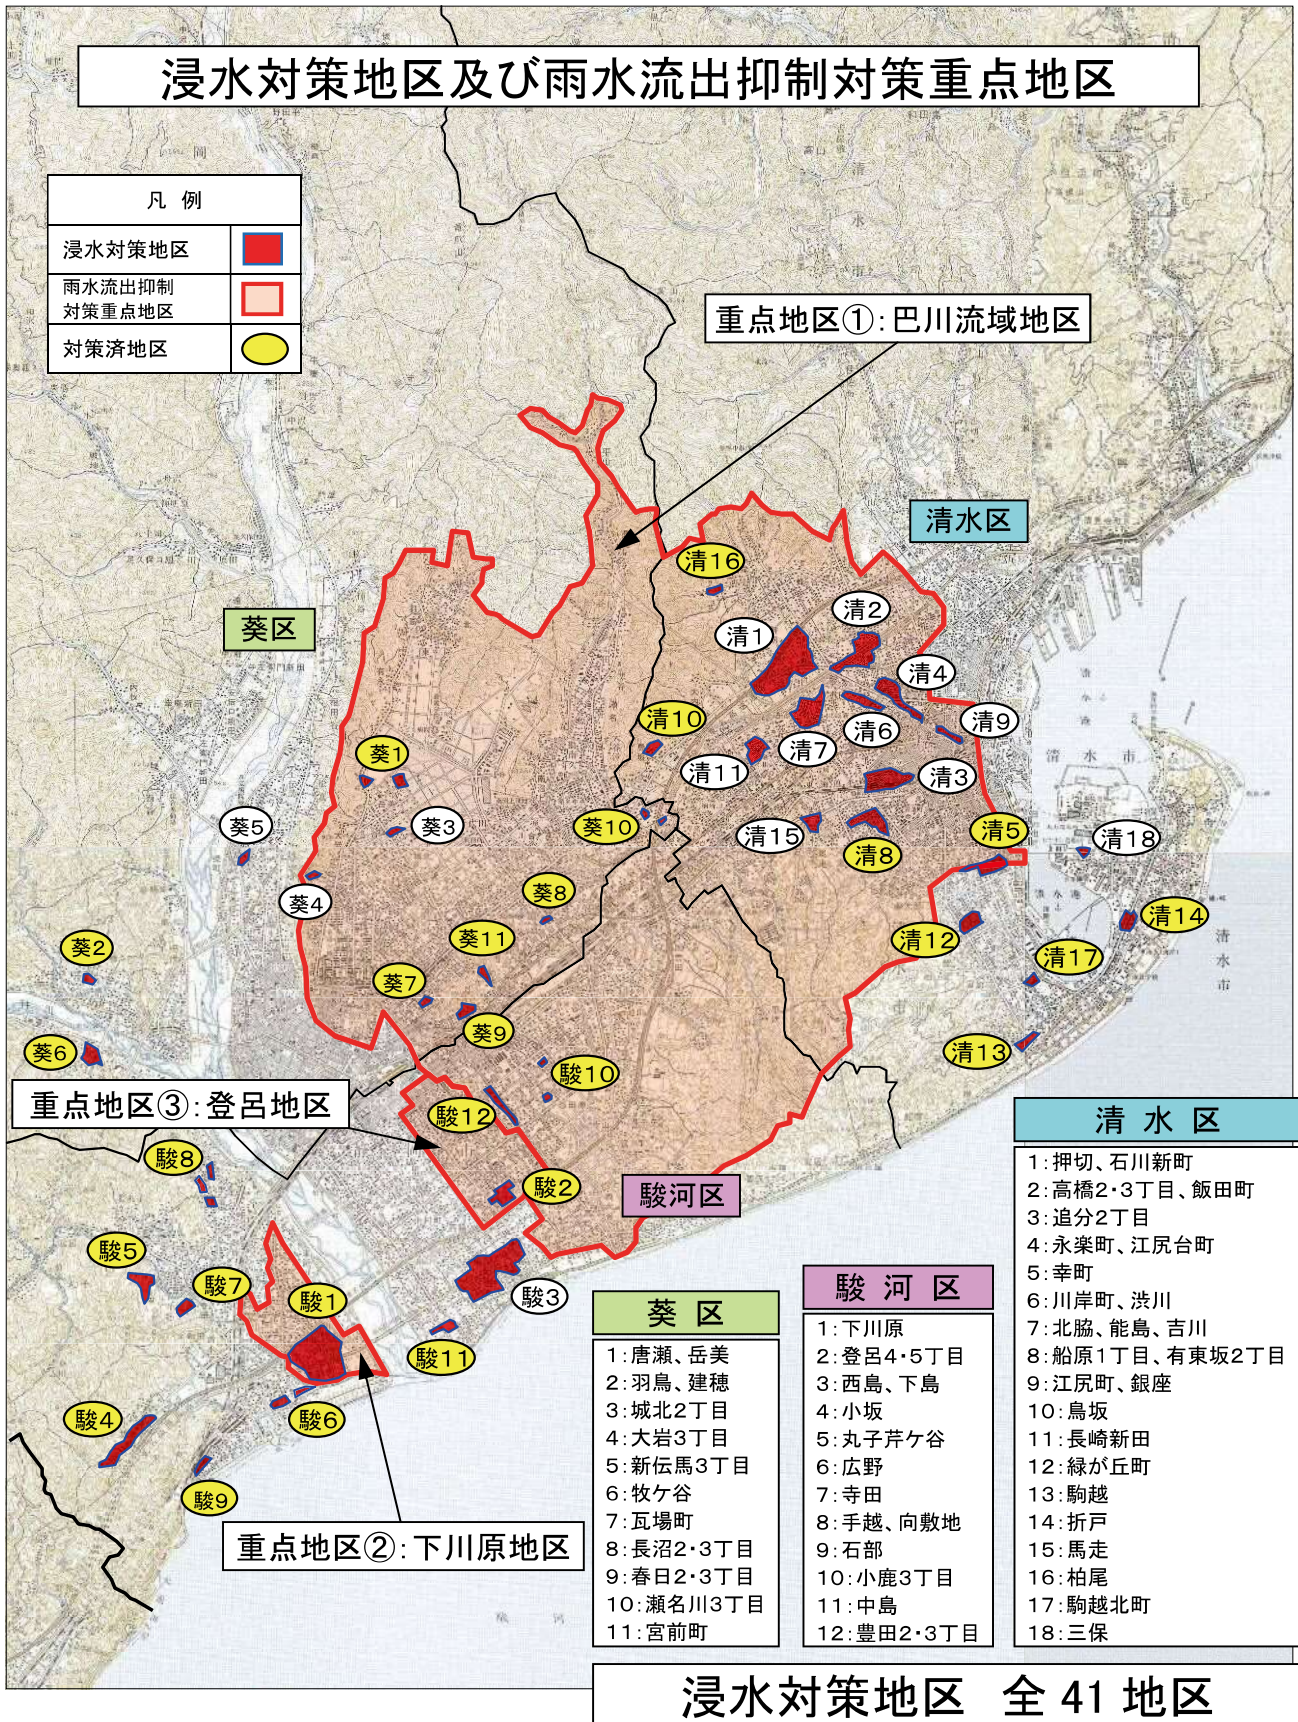 浸水対策地区及び雨水流出抑制対策重点地区
凡 例
浸水対策地区
雨水流出抑制
対策重点地区
対策済地区
重点地区①:巴川流域地区
清水区
清16
清2
清1
葵区
清4
清10
清9
清6
清7
葵1
清11
清3
葵5
葵3
葵10
清15
清5
清18
清8
葵4
葵8
清14
葵2
葵11
清12
清17
葵7
葵9
葵6
清13
駿10
重点地区③:登呂地区
駿12
駿8
駿2
駿河区
駿5
駿7
駿1
駿3
駿11
駿4
駿6
駿9
重点地区②:下川原地区
清 水 区
1:押切、石川新町
2:高橋2・3丁目、飯田町
3:追分2丁目
4:永楽町、江尻台町
5:幸町
6:川岸町、渋川
7:北脇、能島、吉川
8:船原1丁目、有東坂2丁目
9:江尻町、銀座
10:鳥坂
11:長崎新田
12:緑が丘町
13:駒越
14:折戸
15:馬走
16:柏尾
17:駒越北町
18:三保
駿 河 区
1:下川原
2:登呂4・5丁目
3:西島、下島
4:小坂
5:丸子芹ケ谷
6:広野
7:寺田
8:手越、向敷地
9:石部
10:小鹿3丁目
11:中島
12:豊田2・3丁目
葵 区
1:唐瀬、岳美
2:羽鳥、建穂
3:城北2丁目
4:大岩3丁目
5:新伝馬3丁目
6:牧ケ谷
7:瓦場町
8:長沼2・3丁目
9:春日2・3丁目
10:瀬名川3丁目
11:宮前町
清 水 市
清水市
浸水対策地区 全 41 地区